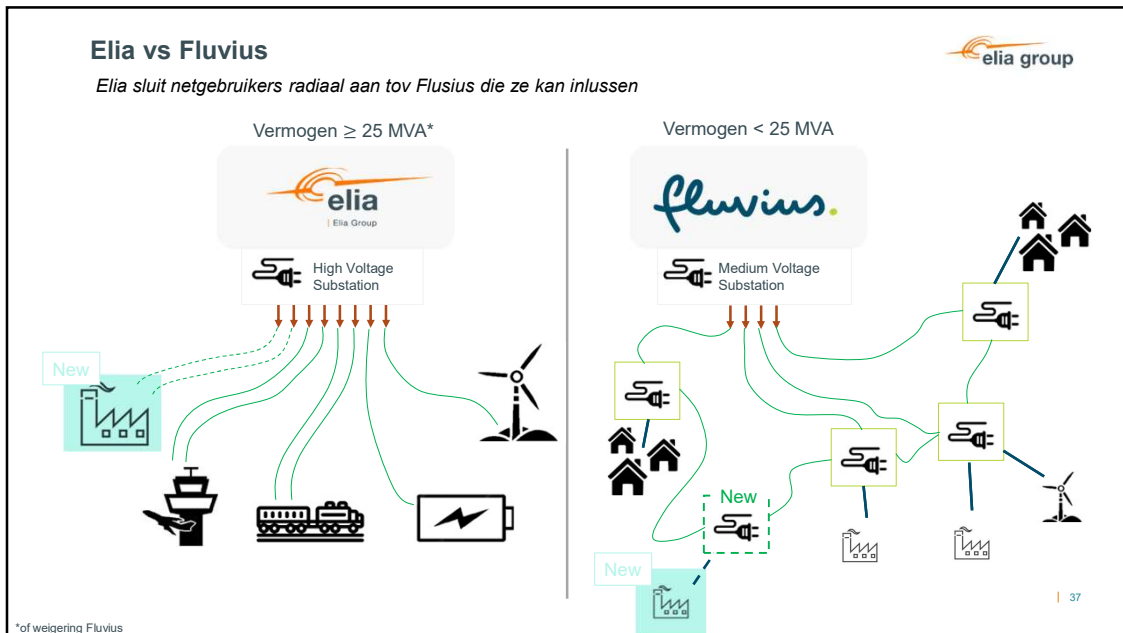 Elia vs Fluvius
elia group
Elia sluit netgebruikers radiaal aan tov Flusius die ze kan inlussen
Vermogen ≥ 25 MVA*
elia
| Elia Group
High Voltage
Substation
New
Vermogen < 25 MVA
fluvius.
Medium Voltage
Substation
New
New
| 37
*of weigering Fluvius